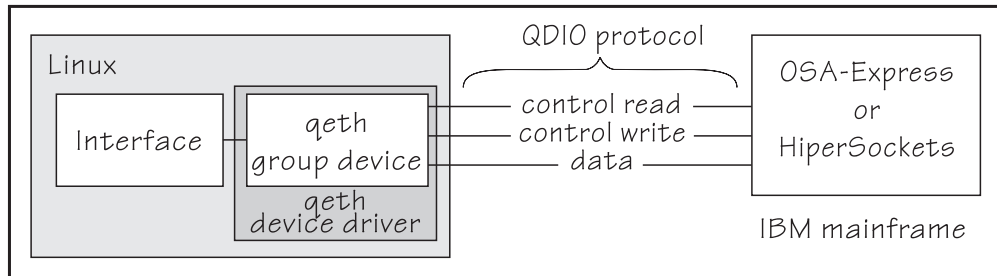 Linux
Interface
qeth
group device
qeth
device driver
QDIO protocol
control read
control write
data
OSA-Express
or
HiperSockets
IBM mainframe